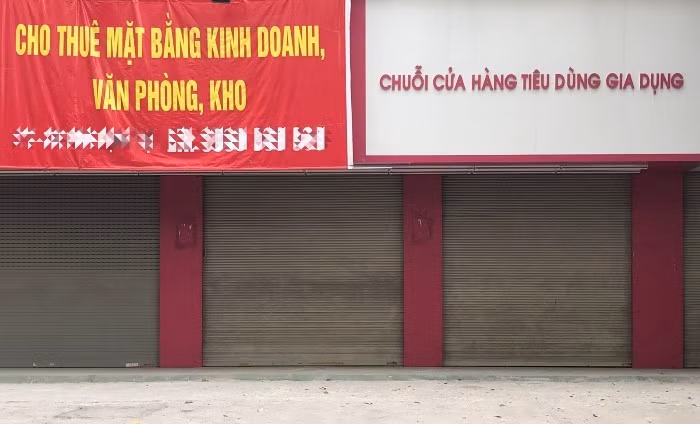 CHO THUÊ MẶT BẰNG KINH DOANH,
VĂN PHÒNG, KHO
CHUỖI CỬA HÀNG TIÊU DÙNG GIA DỤNG